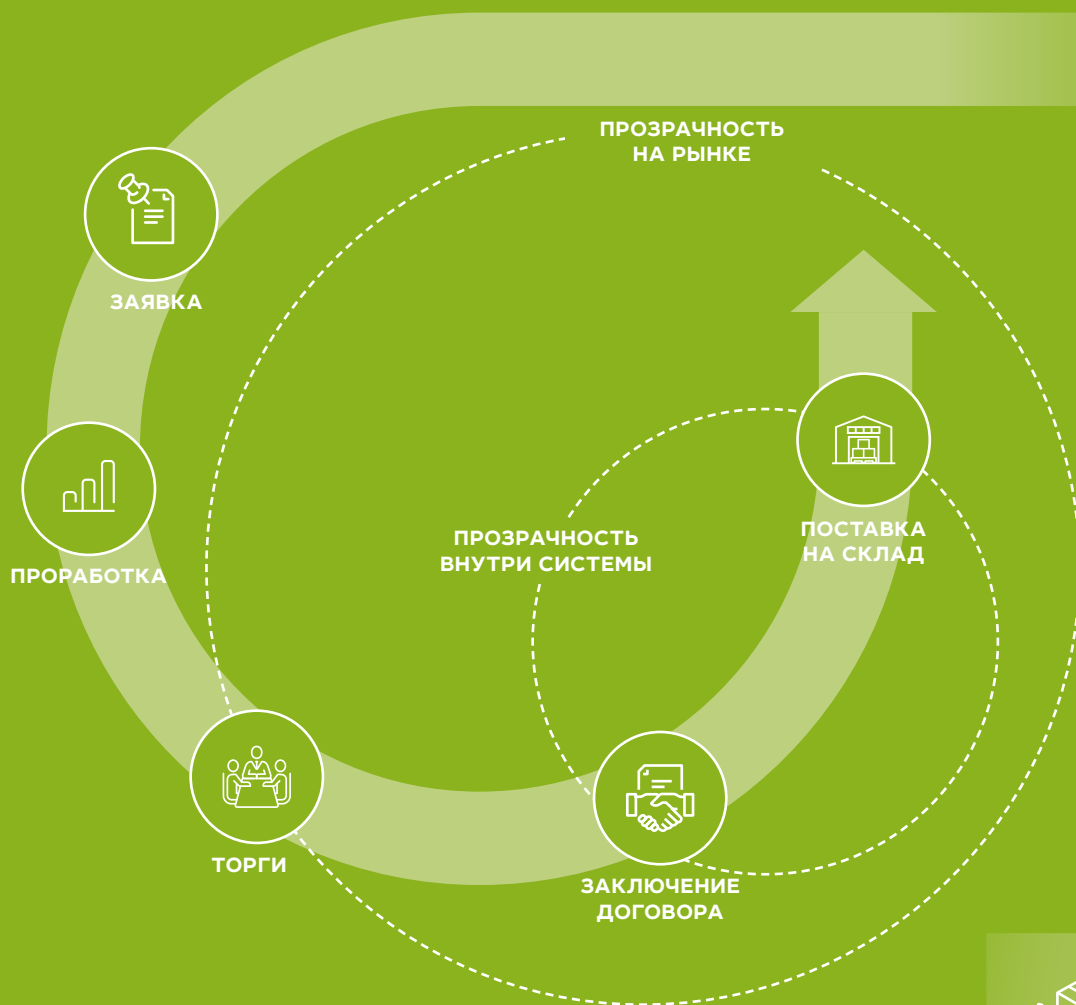 ПРОЗРАЧНОСТЬ
НА РЫНКЕ
ЗАЯВКА
ПРОРАБОТКА
ПРОЗРАЧНОСТЬ
ВНУТРИ СИСТЕМЫ
ПОСТАВКА
НА СКЛАД
ТОРГИ
ЗАКЛЮЧЕНИЕ
ДОГОВОРА